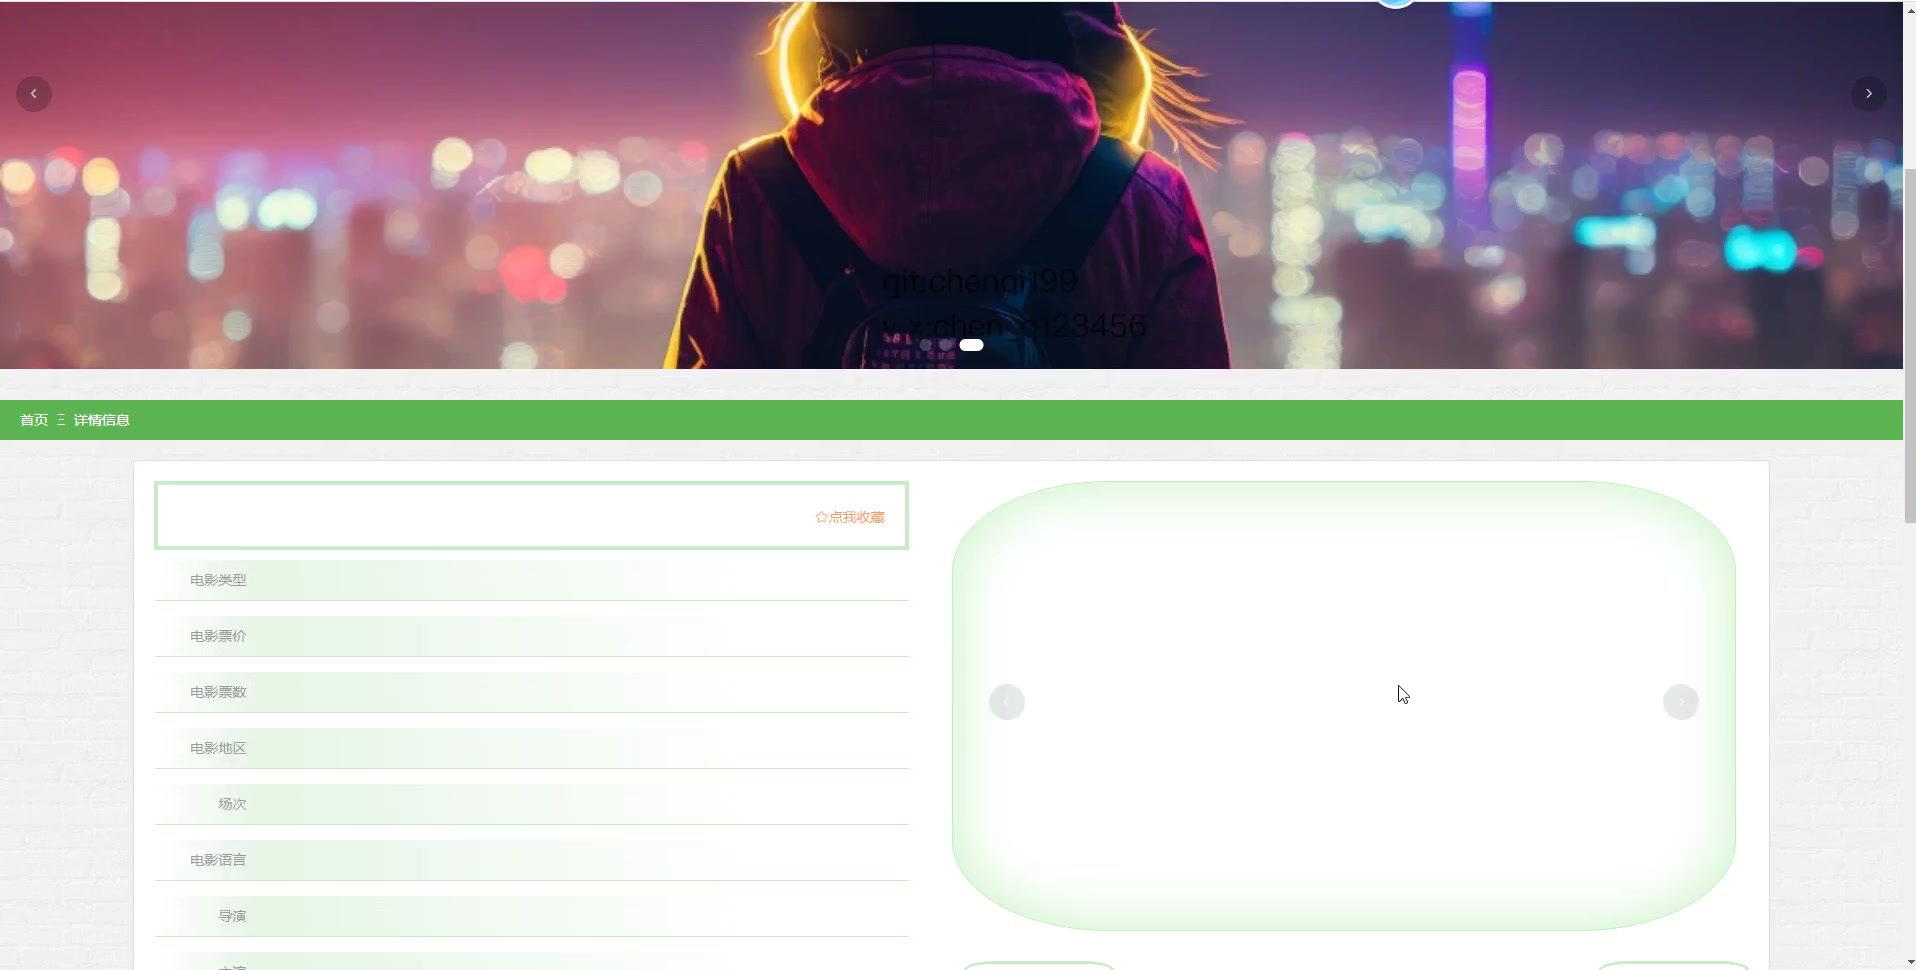 git:chenqi199
v_x:chen_q123456
首页 Ξ 详情信息
☆点我收藏
电影类型
电影票价
电影票数
电影地区
场次
电影语言
导演